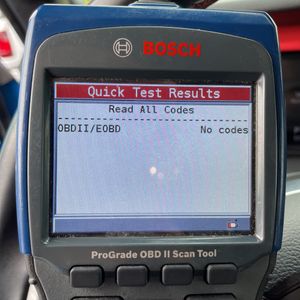 BOSCH
Quick Test Results
Read All Codes
OBDII/EOBD No codes
ProGrade OBD II Scan Tool